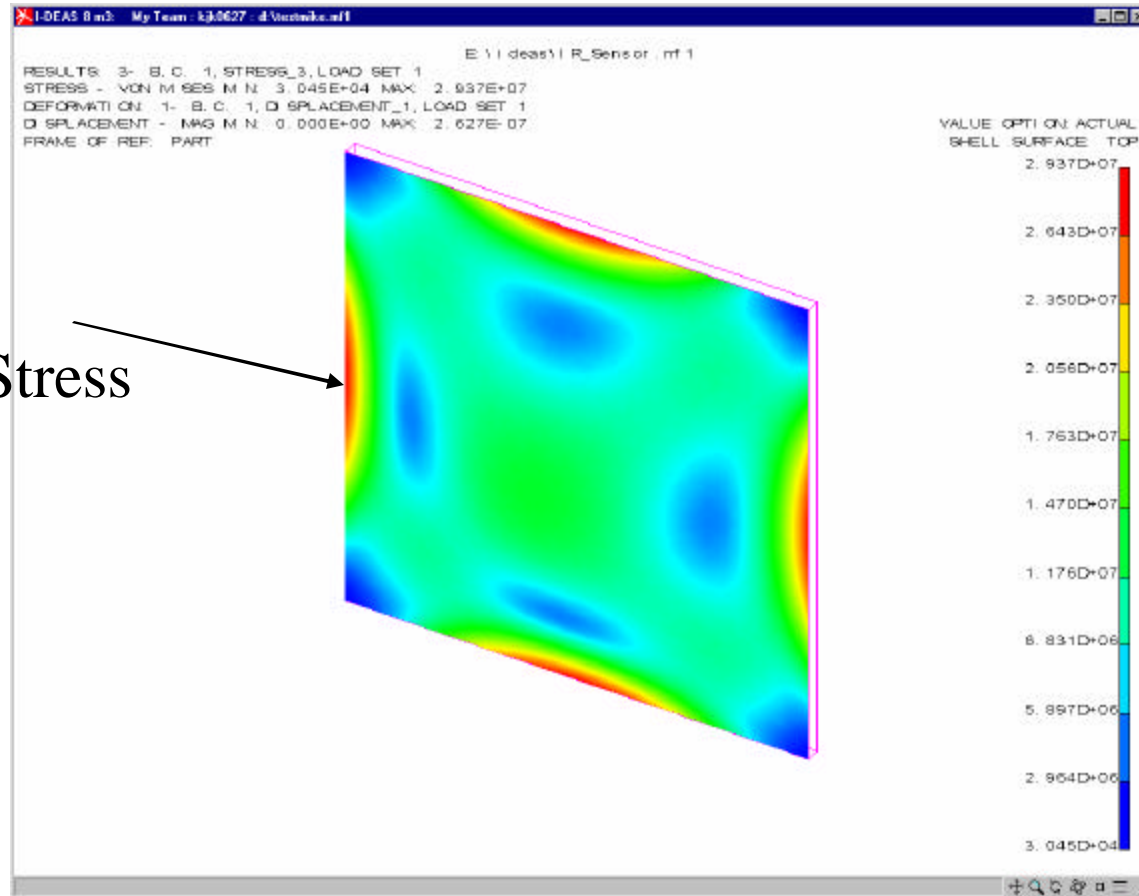 I-DEAS 8 m3: My Team : kjk0627 : d:\testmike.mf1
E:\Ideas\IR_Sensor.mf1
RESULTS: 3- B.C. 1,STRESS_3,LOAD SET 1
STRESS - VON MISES MIN: 3.045E+04 MAX: 2.937E+07
DEFORMATION: 1- B.C. 1,DISPLACEMENT_1,LOAD SET 1
DISPLACEMENT - MAG MIN: 0.000E+00 MAX: 2.627E-07
FRAME OF REF: PART
VALUE OPTION:ACTUAL
SHELL SURFACE: TOP
2.937D+07
2.643D+07
2.350D+07
2.056D+07
1.763D+07
1.470D+07
1.176D+07
8.831D+06
5.897D+06
2.964D+06
3.045D+04
Stress